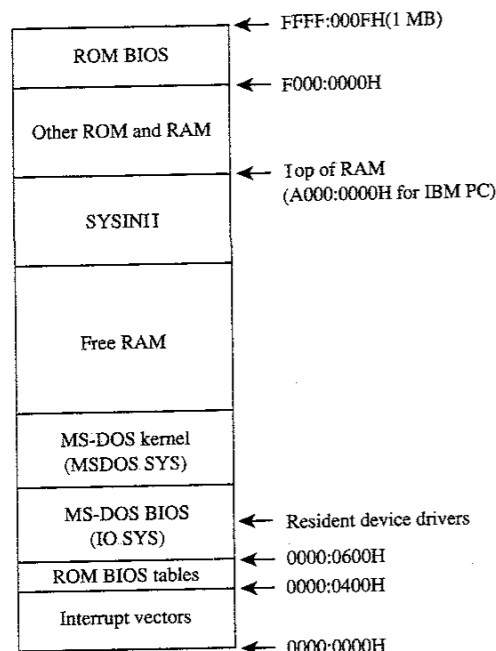 FFFF:000FH(1 MB)
ROM BIOS
F000:0000H
Other ROM and RAM
Top of RAM
(A000:0000H for IBM PC)
SYSINIT
Free RAM
MS-DOS kernel
(MSDOS SYS)
MS-DOS BIOS
(IO SYS)
Resident device drivers
0000:0600H
ROM BIOS tables
0000:0400H
Interrupt vectors
0000:0000H